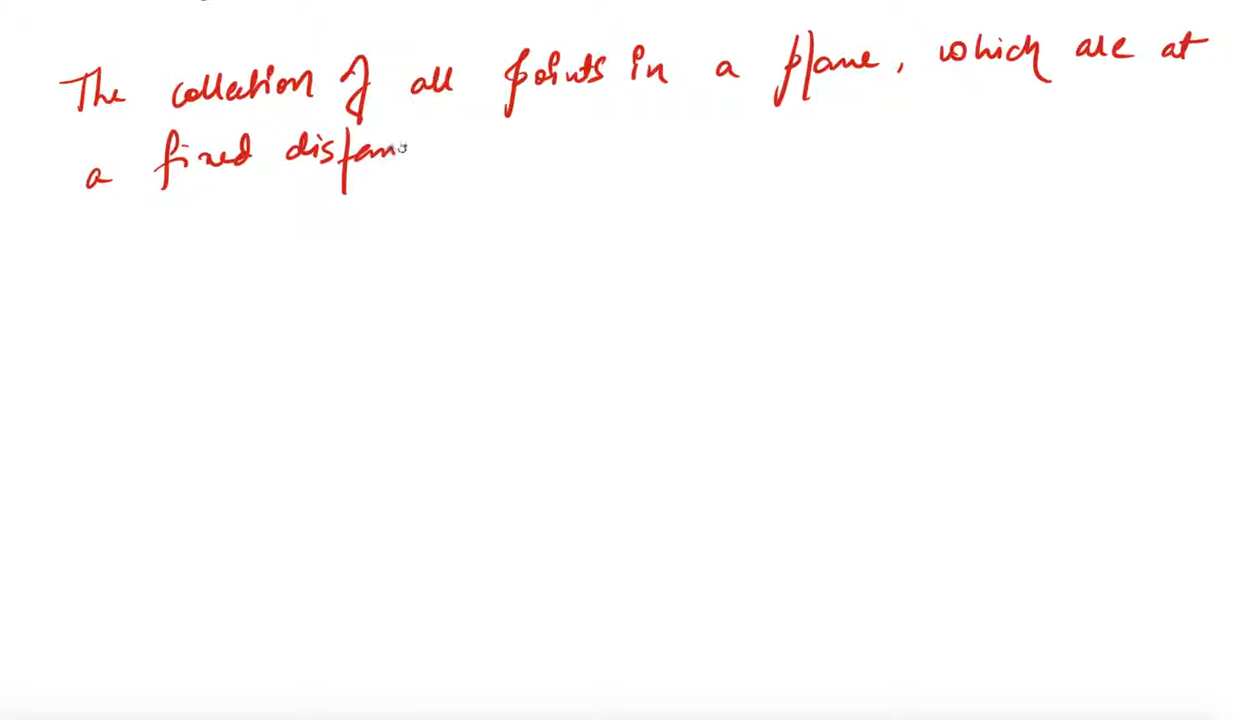 The collection of all points in a plane, which are at
a fixed distan